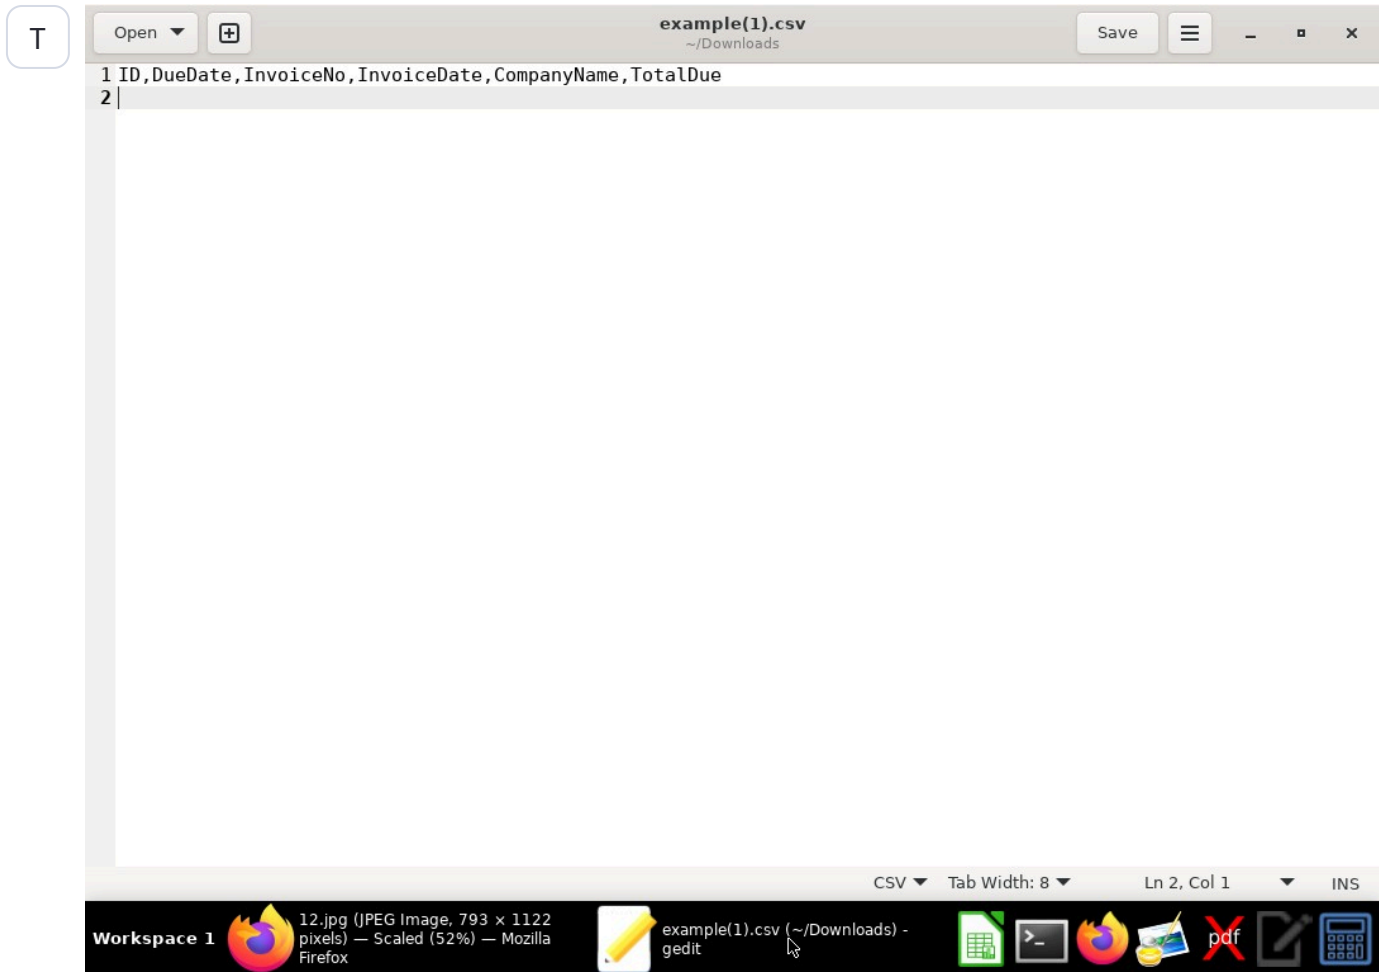 T
Open
example(1).csv
~/Downloads
Save
1 ID,DueDate,InvoiceNo,InvoiceDate,CompanyName,TotalDue
2
CSV
Tab Width: 8
Ln 2, Col 1
INS
Workspace 1
12.jpg (JPEG Image, 793 × 1122
pixels) — Scaled (52%) — Mozilla
Firefox
example(1).csv (~/Downloads) -
gedit
>_
pdf